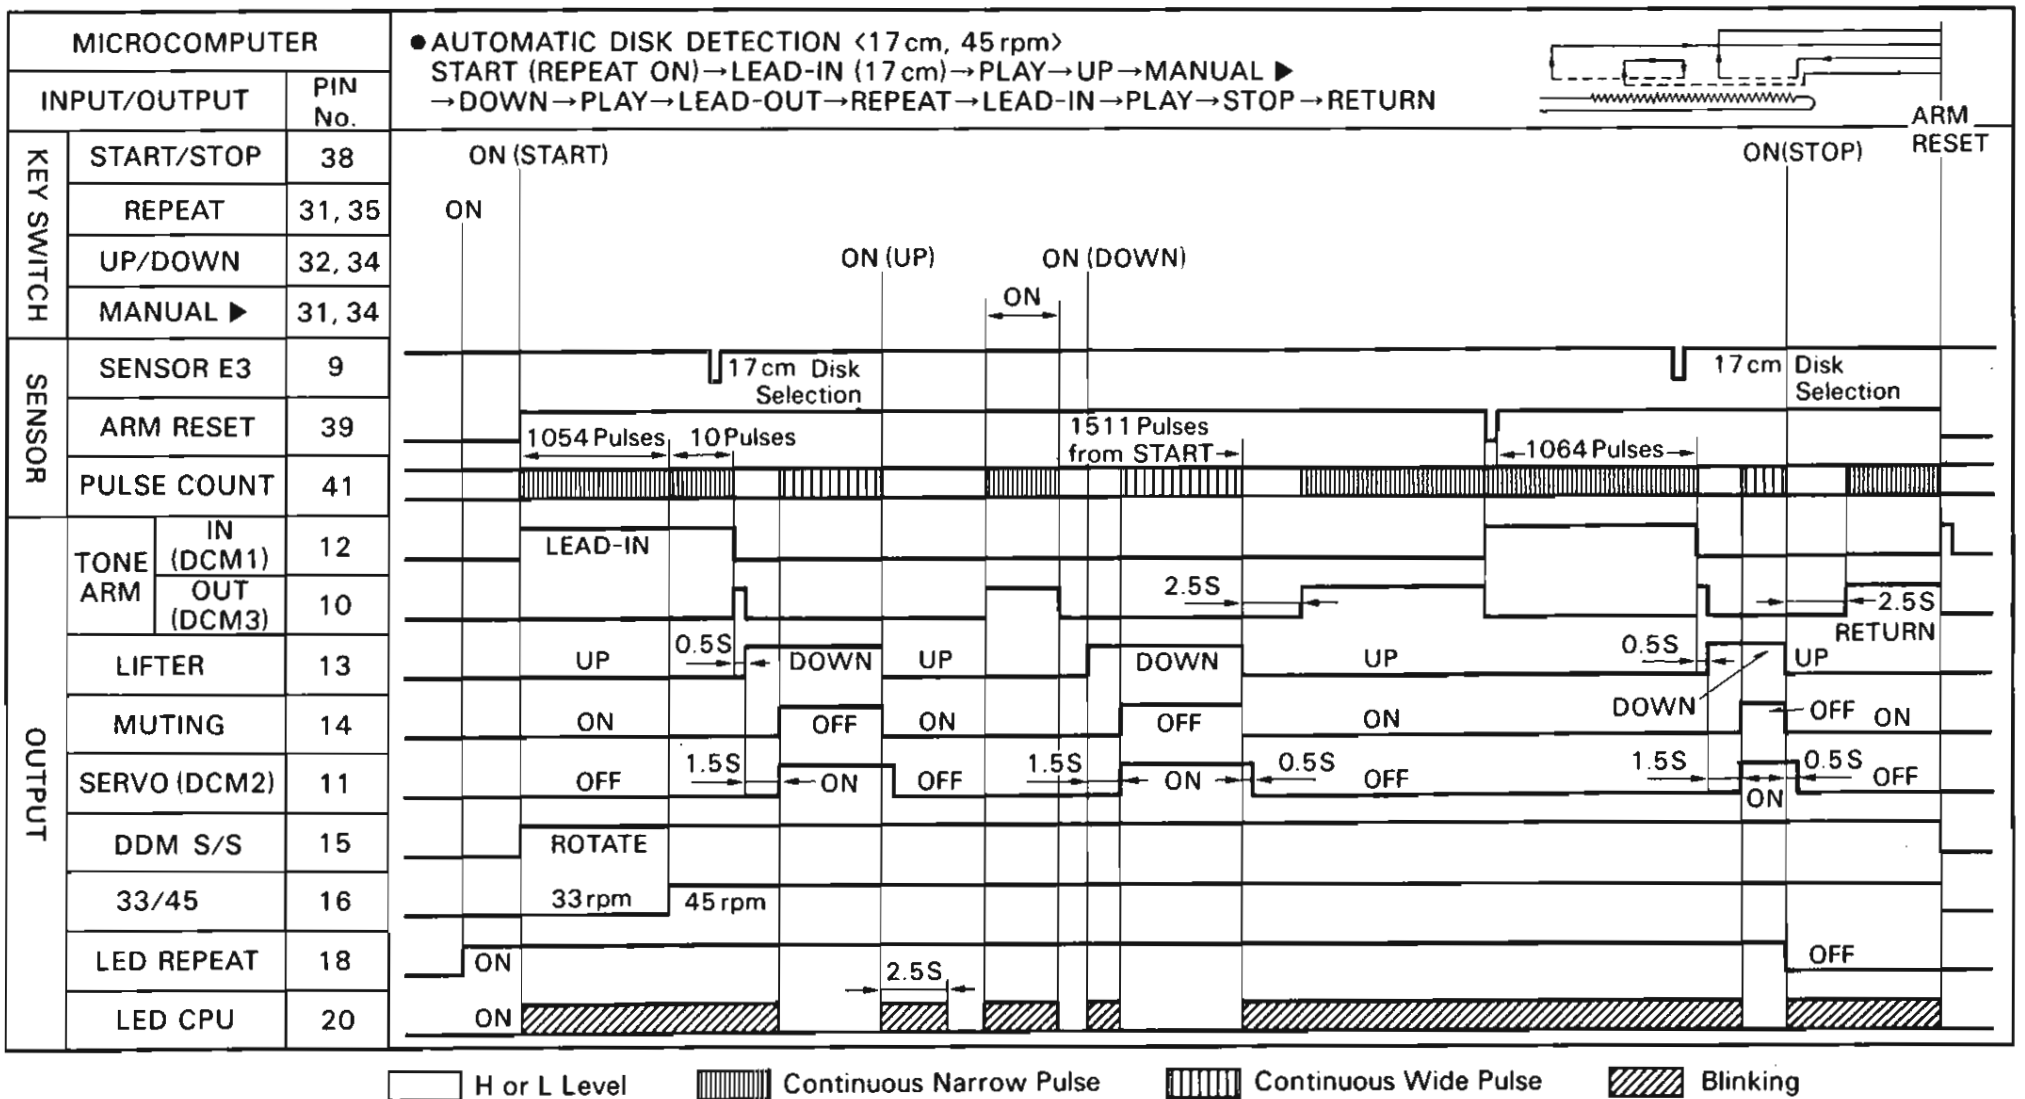 MICROCOMPUTER
INPUT/OUTPUT
PIN No.
● AUTOMATIC DISK DETECTION <17cm, 45rpm>
START (REPEAT ON)→LEAD-IN (17cm)→PLAY→UP→MANUAL ▶
→DOWN→PLAY→LEAD-OUT→REPEAT→LEAD-IN→PLAY→STOP→RETURN
ARM
RESET
KEY SWITCH
START/STOP 38
ON (START)
ON(STOP)
REPEAT 31, 35
ON
UP/DOWN 32, 34
ON (UP)
ON (DOWN)
MANUAL ▶ 31, 34
ON
SENSOR
SENSOR E3 9
17cm Disk
Selection
17cm Disk
Selection
ARM RESET 39
1054 Pulses
10 Pulses
1511 Pulses
from START→
←1064 Pulses→
PULSE COUNT 41
OUTPUT
TONE
ARM
IN
(DCM1)
12
LEAD-IN
OUT
(DCM3)
10
2.5S
2.5S
RETURN
LIFTER 13
UP
0.5S
DOWN
UP
DOWN
UP
0.5S
DOWN
UP
MUTING 14
ON
OFF
ON
OFF
ON
OFF
ON
SERVO (DCM2) 11
OFF
1.5S
ON
OFF
1.5S
ON
0.5S
OFF
1.5S
ON
0.5S
OFF
DDM S/S 15
ROTATE
33/45 16
33rpm
45rpm
LED REPEAT 18
ON
OFF
LED CPU 20
ON
2.5S
H or L Level
Continuous Narrow Pulse
Continuous Wide Pulse
Blinking